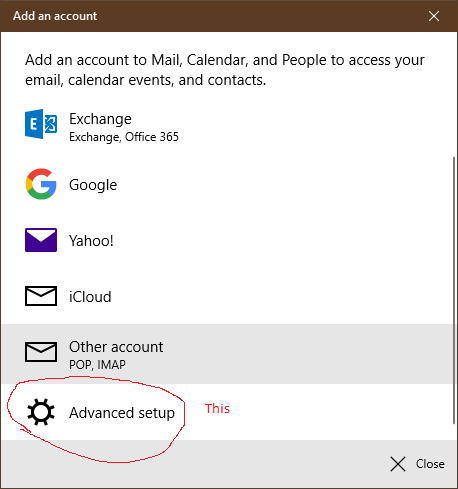 Add an account
Add an account to Mail, Calendar, and People to access your
email, calendar events, and contacts.
Exchange
Exchange, Office 365
Google
Yahoo!
iCloud
Other account
POP, IMAP
Advanced setup
This
Close